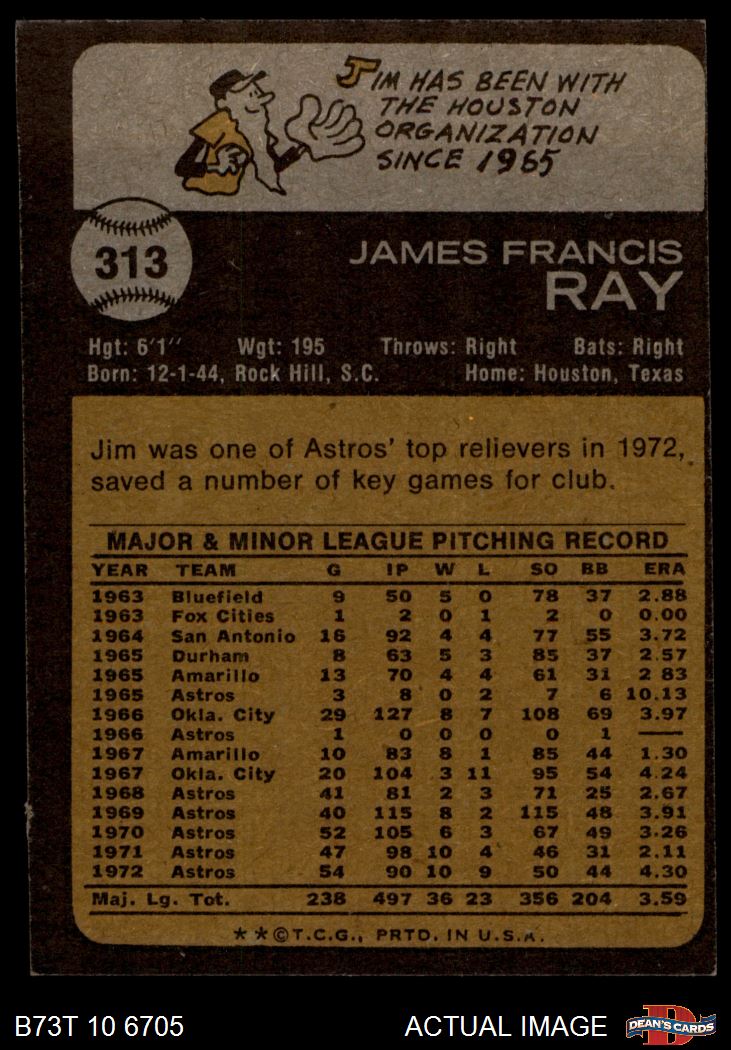 JIM HAS BEEN WITH
THE HOUSTON
ORGANIZATION
SINCE 1965
313
JAMES FRANCIS
RAY
Hgt: 6'1" Wgt: 195 Throws: Right Bats: Right
Born: 12-1-44, Rock Hill, S.C. Home: Houston, Texas
Jim was one of Astros' top relievers in 1972,
saved a number of key games for club.
MAJOR & MINOR LEAGUE PITCHING RECORD
YEAR TEAM G IP W L SO BB ERA
1963 Bluefield 9 50 5 0 78 37 2.88
1963 Fox Cities 1 2 0 1 2 0 0.00
1964 San Antonio 16 92 4 4 77 55 3.72
1965 Durham 8 63 5 3 85 37 2.57
1965 Amarillo 13 70 4 4 61 31 2 83
1965 Astros 3 8 0 2 7 6 10.13
1966 Okla. City 29 127 8 7 108 69 3.97
1966 Astros 1 0 0 0 0 1 —
1967 Amarillo 10 83 8 1 85 44 1.30
1967 Okla. City 20 104 3 11 95 54 4.24
1968 Astros 41 81 2 3 71 25 2.67
1969 Astros 40 115 8 2 115 48 3.91
1970 Astros 52 105 6 3 67 49 3.26
1971 Astros 47 98 10 4 46 31 2.11
1972 Astros 54 90 10 9 50 44 4.30
Maj. Lg. Tot. 238 497 36 23 356 204 3.59
* * © T.C.G., PRTD. IN U.S.A.
B73T 10 6705 ACTUAL IMAGE DEAN'S CARDS